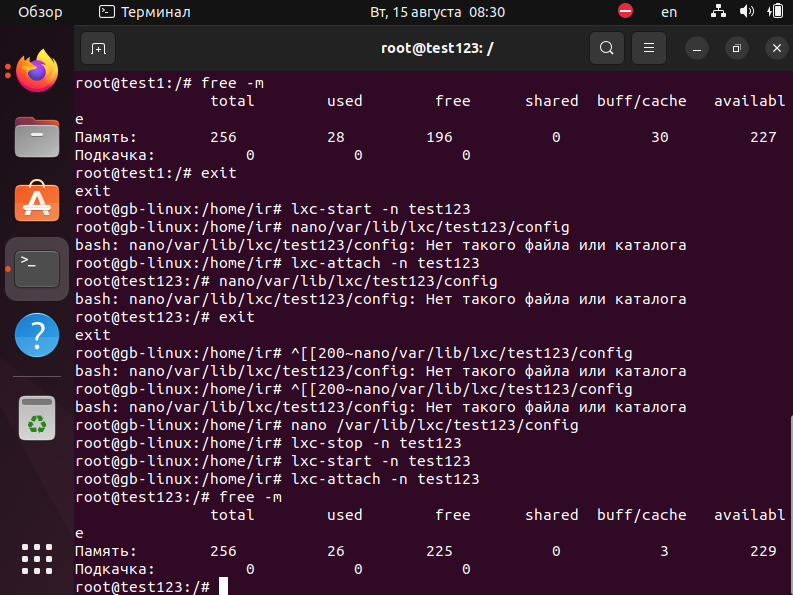 Обзор Терминал Вт, 15 августа 08:30 en
root@test123: /
root@test1:/# free -m
total used free shared buff/cache availabl
e
Память: 256 28 196 0 30 227
Подкачка: 0 0 0
root@test1:/# exit
exit
root@gb-linux:/home/ir# lxc-start -n test123
root@gb-linux:/home/ir# nano/var/lib/lxc/test123/config
bash: nano/var/lib/lxc/test123/config: Нет такого файла или каталога
root@gb-linux:/home/ir# lxc-attach -n test123
root@test123:/# nano/var/lib/lxc/test123/config
bash: nano/var/lib/lxc/test123/config: Нет такого файла или каталога
root@test123:/# exit
exit
root@gb-linux:/home/ir# ^[[200~nano/var/lib/lxc/test123/config
bash: nano/var/lib/lxc/test123/config: Нет такого файла или каталога
root@gb-linux:/home/ir# ^[[200~nano/var/lib/lxc/test123/config
bash: nano/var/lib/lxc/test123/config: Нет такого файла или каталога
root@gb-linux:/home/ir# nano /var/lib/lxc/test123/config
root@gb-linux:/home/ir# lxc-stop -n test123
root@gb-linux:/home/ir# lxc-start -n test123
root@gb-linux:/home/ir# lxc-attach -n test123
root@test123:/# free -m
total used free shared buff/cache availabl
e
Память: 256 26 225 0 3 229
Подкачка: 0 0 0
root@test123:/#